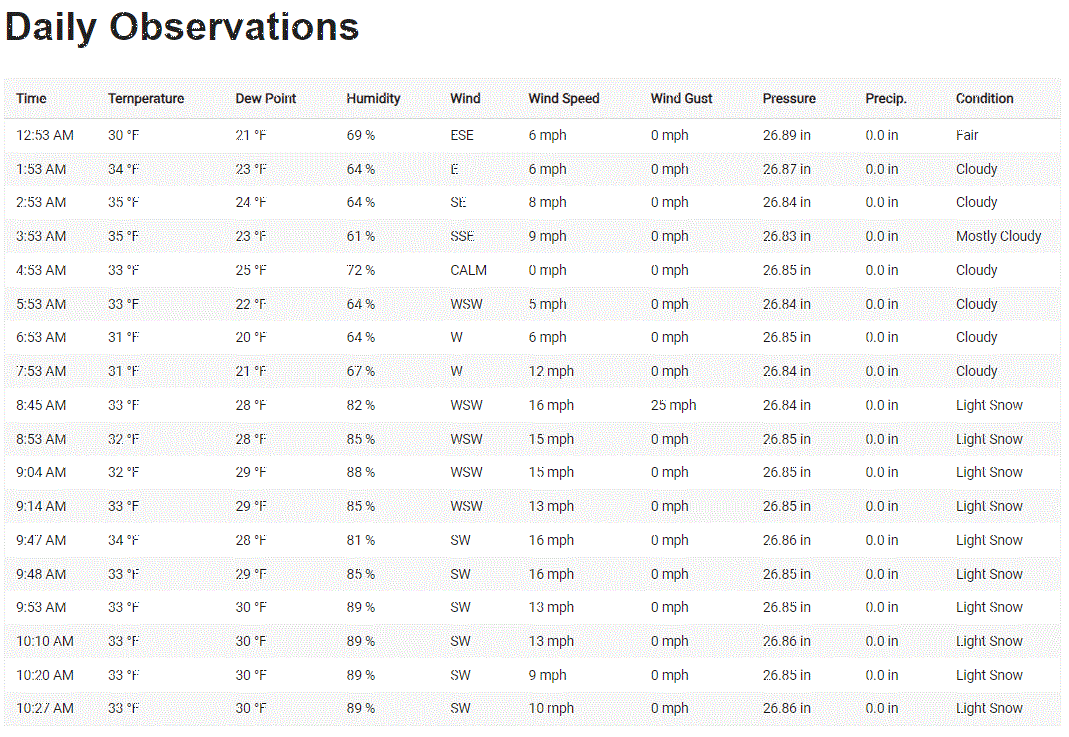 Daily Observations
Time Temperature Dew Point Humidity Wind Wind Speed Wind Gust Pressure Precip. Condition
12:53 AM 30 °F 21 °F 69 % ESE 6 mph 0 mph 26.89 in 0.0 in Fair
1:53 AM 34 °F 23 °F 64 % E 6 mph 0 mph 26.87 in 0.0 in Cloudy
2:53 AM 35 °F 24 °F 64 % SE 8 mph 0 mph 26.84 in 0.0 in Cloudy
3:53 AM 35 °F 23 °F 61 % SSE 9 mph 0 mph 26.83 in 0.0 in Mostly Cloudy
4:53 AM 33 °F 25 °F 72 % CALM 0 mph 0 mph 26.85 in 0.0 in Cloudy
5:53 AM 33 °F 22 °F 64 % WSW 5 mph 0 mph 26.84 in 0.0 in Cloudy
6:53 AM 31 °F 20 °F 64 % W 6 mph 0 mph 26.85 in 0.0 in Cloudy
7:53 AM 31 °F 21 °F 67 % W 12 mph 0 mph 26.84 in 0.0 in Cloudy
8:45 AM 33 °F 28 °F 82 % WSW 16 mph 25 mph 26.84 in 0.0 in Light Snow
8:53 AM 32 °F 28 °F 85 % WSW 15 mph 0 mph 26.85 in 0.0 in Light Snow
9:04 AM 32 °F 29 °F 88 % WSW 15 mph 0 mph 26.85 in 0.0 in Light Snow
9:14 AM 33 °F 29 °F 85 % WSW 13 mph 0 mph 26.85 in 0.0 in Light Snow
9:47 AM 34 °F 28 °F 81 % SW 16 mph 0 mph 26.86 in 0.0 in Light Snow
9:48 AM 33 °F 29 °F 85 % SW 16 mph 0 mph 26.85 in 0.0 in Light Snow
9:53 AM 33 °F 30 °F 89 % SW 13 mph 0 mph 26.85 in 0.0 in Light Snow
10:10 AM 33 °F 30 °F 89 % SW 13 mph 0 mph 26.86 in 0.0 in Light Snow
10:20 AM 33 °F 30 °F 89 % SW 9 mph 0 mph 26.85 in 0.0 in Light Snow
10:27 AM 33 °F 30 °F 89 % SW 10 mph 0 mph 26.86 in 0.0 in Light Snow